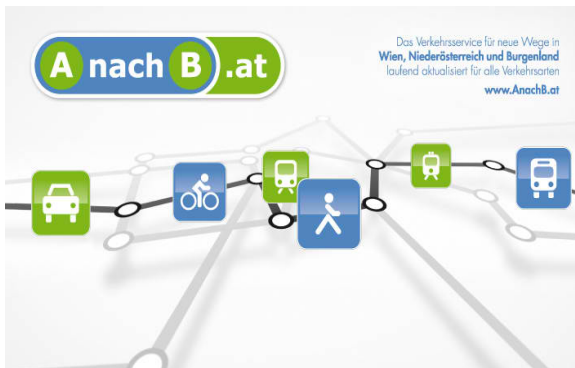 A nach B .at
Das Verkehrsservice für neue Wege in
Wien, Niederösterreich und Burgenland
laufend aktualisiert für alle Verkehrsarten
www.AnachB.at